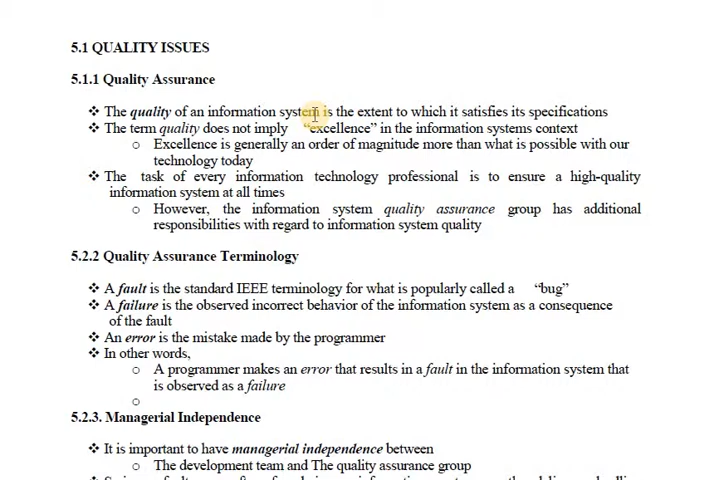 5.1 QUALITY ISSUES
5.1.1 Quality Assurance
❖ The quality of an information system is the extent to which it satisfies its specifications
❖ The term quality does not imply “excellence” in the information systems context
o Excellence is generally an order of magnitude more than what is possible with our
technology today
❖ The task of every information technology professional is to ensure a high-quality
information system at all times
o However, the information system quality assurance group has additional
responsibilities with regard to information system quality
5.2.2 Quality Assurance Terminology
❖ A fault is the standard IEEE terminology for what is popularly called a “bug”
❖ A failure is the observed incorrect behavior of the information system as a consequence
of the fault
❖ An error is the mistake made by the programmer
❖ In other words,
o A programmer makes an error that results in a fault in the information system that
is observed as a failure
o
5.2.3. Managerial Independence
❖ It is important to have managerial independence between
o The development team and The quality assurance group